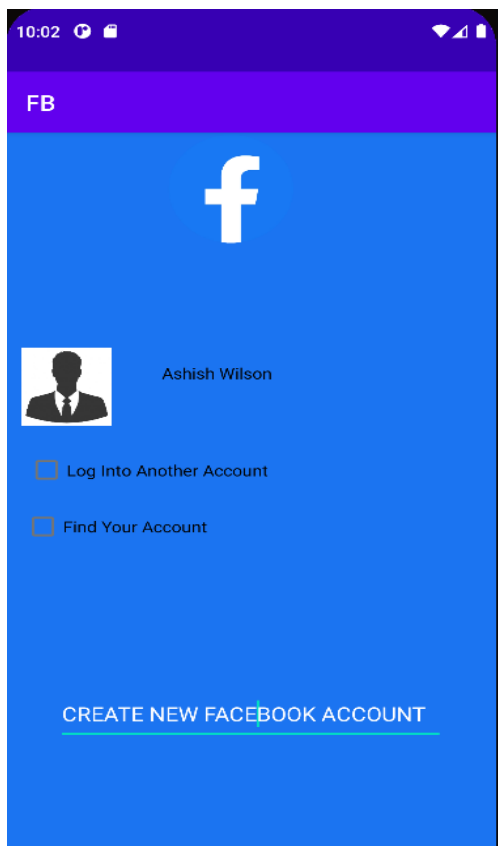 10:02
FB
f
Ashish Wilson
Log Into Another Account
Find Your Account
CREATE NEW FACEBOOK ACCOUNT